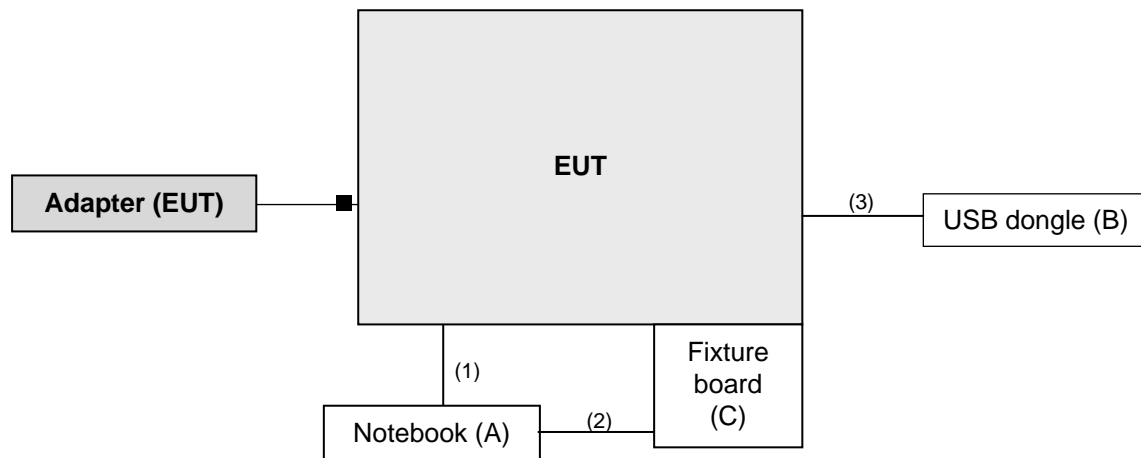 EUT
Adapter (EUT)
(3)
USB dongle (B)
(1)
Fixture
board
(C)
Notebook (A)
(2)